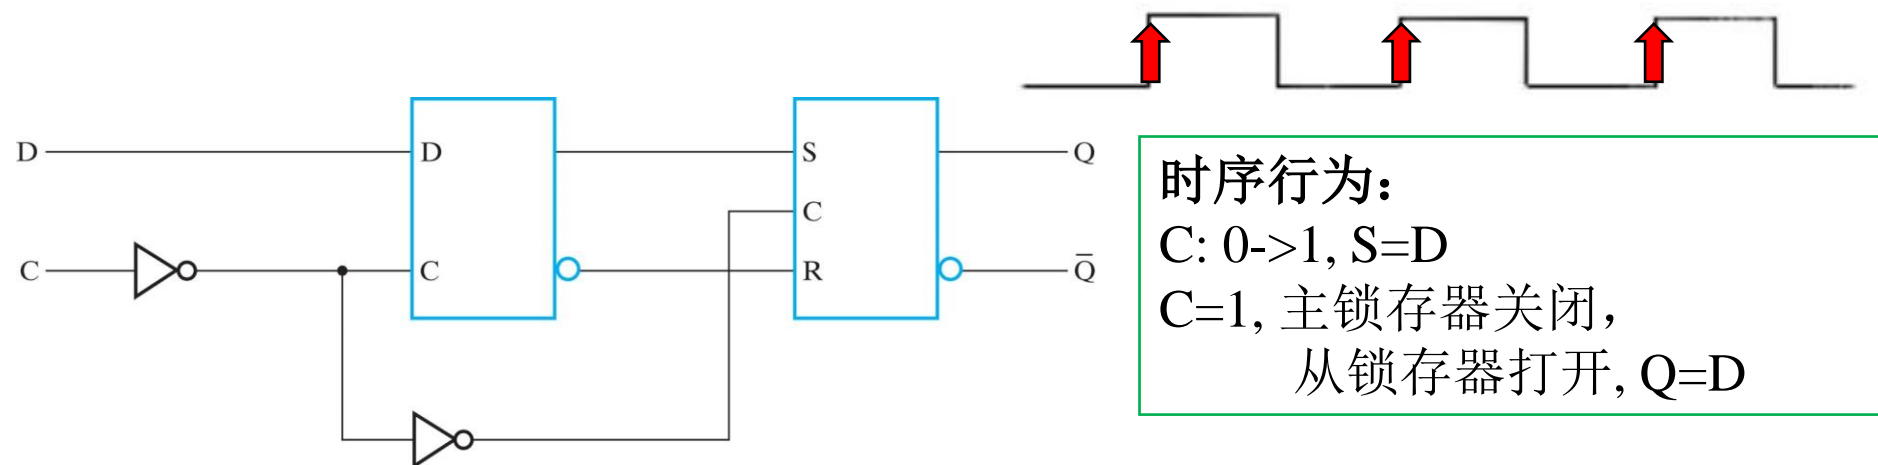 D
C
D
C
S
C
R
Q
Q̅
时序行为：
C: 0->1, S=D
C=1, 主锁存器关闭，
从锁存器打开, Q=D